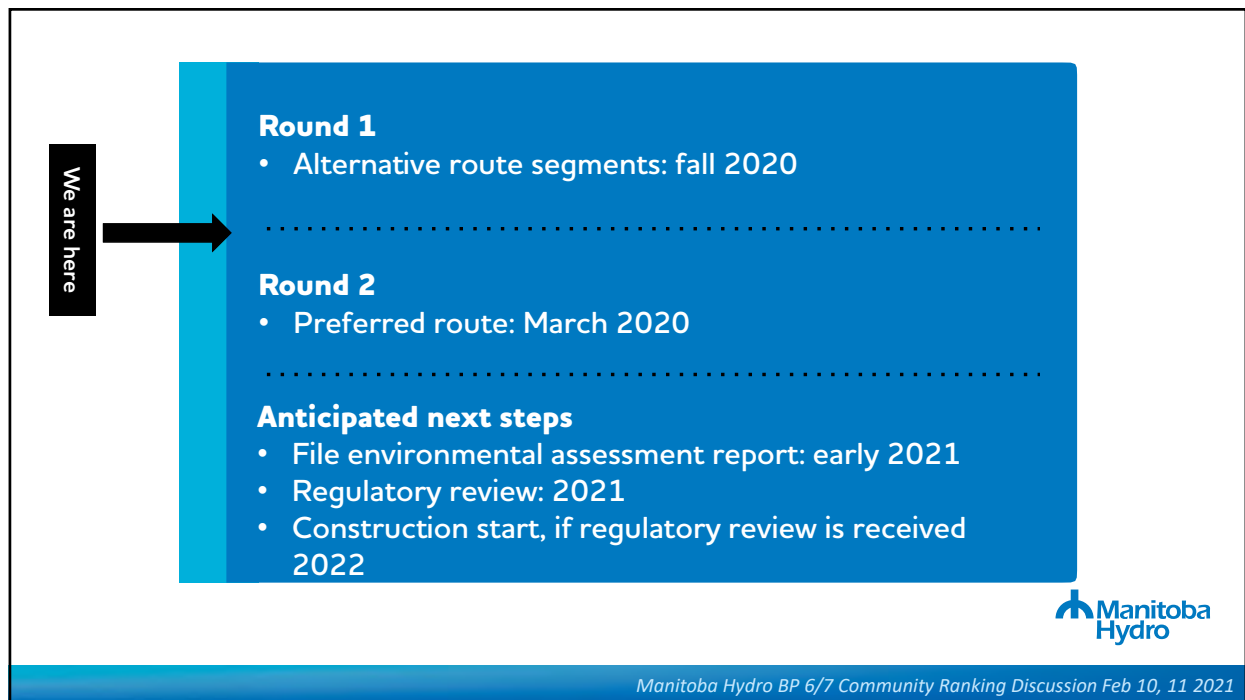 We are here
Round 1
• Alternative route segments: fall 2020
Round 2
• Preferred route: March 2020
Anticipated next steps
• File environmental assessment report: early 2021
• Regulatory review: 2021
• Construction start, if regulatory review is received
2022
Manitoba
Hydro
Manitoba Hydro BP 6/7 Community Ranking Discussion Feb 10, 11 2021